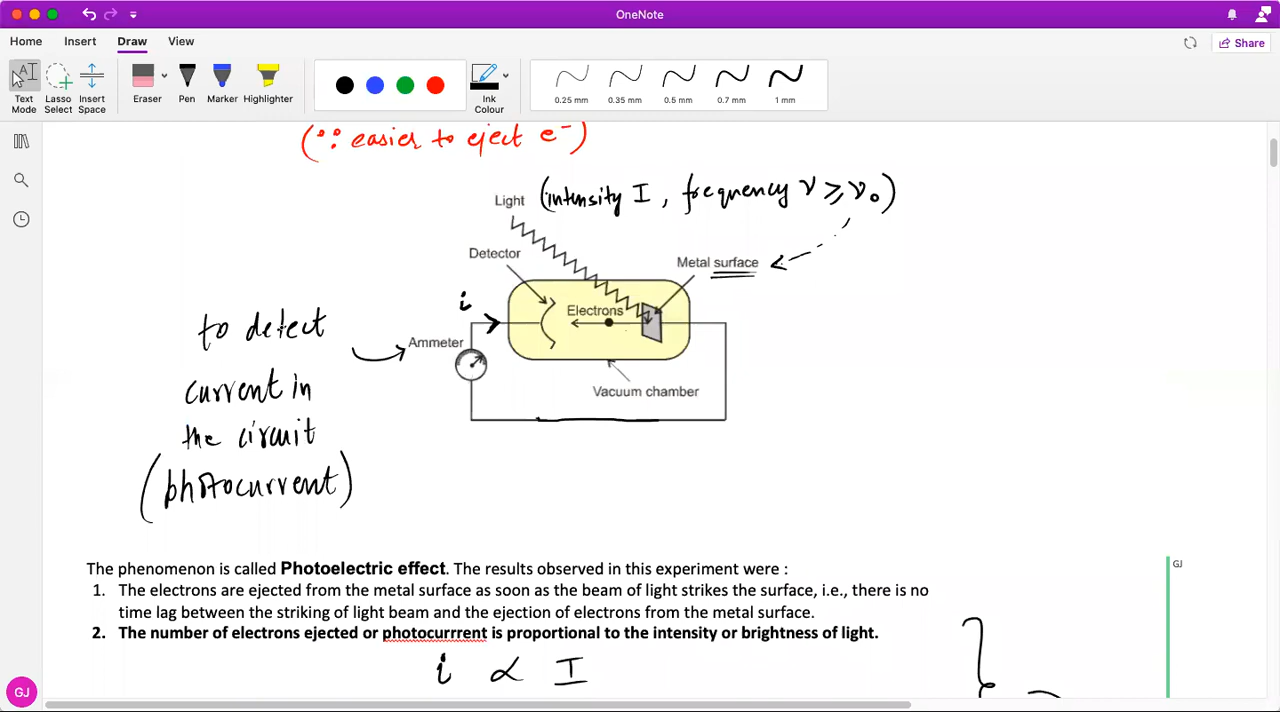 OneNote
Home Insert Draw View
Share
Text Mode
Lasso Select
Insert Space
Eraser
Pen
Marker
Highlighter
Ink Colour
0.25 mm
0.35 mm
0.5 mm
0.7 mm
1 mm
(∵ easier to eject e⁻)
Light (intensity I, frequency ν ≥ ν₀)
Detector
Metal surface
i
Electrons
Ammeter
Vacuum chamber
to detect
current in
the circuit
(photocurrent)
The phenomenon is called Photoelectric effect. The results observed in this experiment were :
1. The electrons are ejected from the metal surface as soon as the beam of light strikes the surface, i.e., there is no
time lag between the striking of light beam and the ejection of electrons from the metal surface.
2. The number of electrons ejected or photocurrrent is proportional to the intensity or brightness of light.
i ∝ I
GJ
GJ